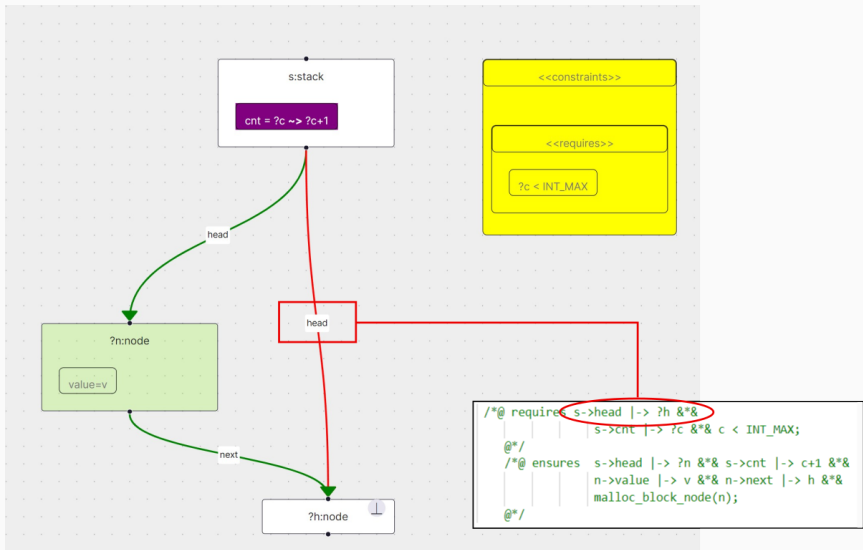 s:stack
cnt = ?c ~> ?c+1
<<constraints>>
<<requires>>
?c < INT_MAX
head
head
?n:node
value=v
next
?h:node
/*@ requires s->head |-> ?h &*&
s->cnt |-> ?c &*& c < INT_MAX;
@*/
/*@ ensures s->head |-> ?n &*& s->cnt |-> c+1 &*&
n->value |-> v &*& n->next |-> h &*&
malloc_block_node(n);
@*/